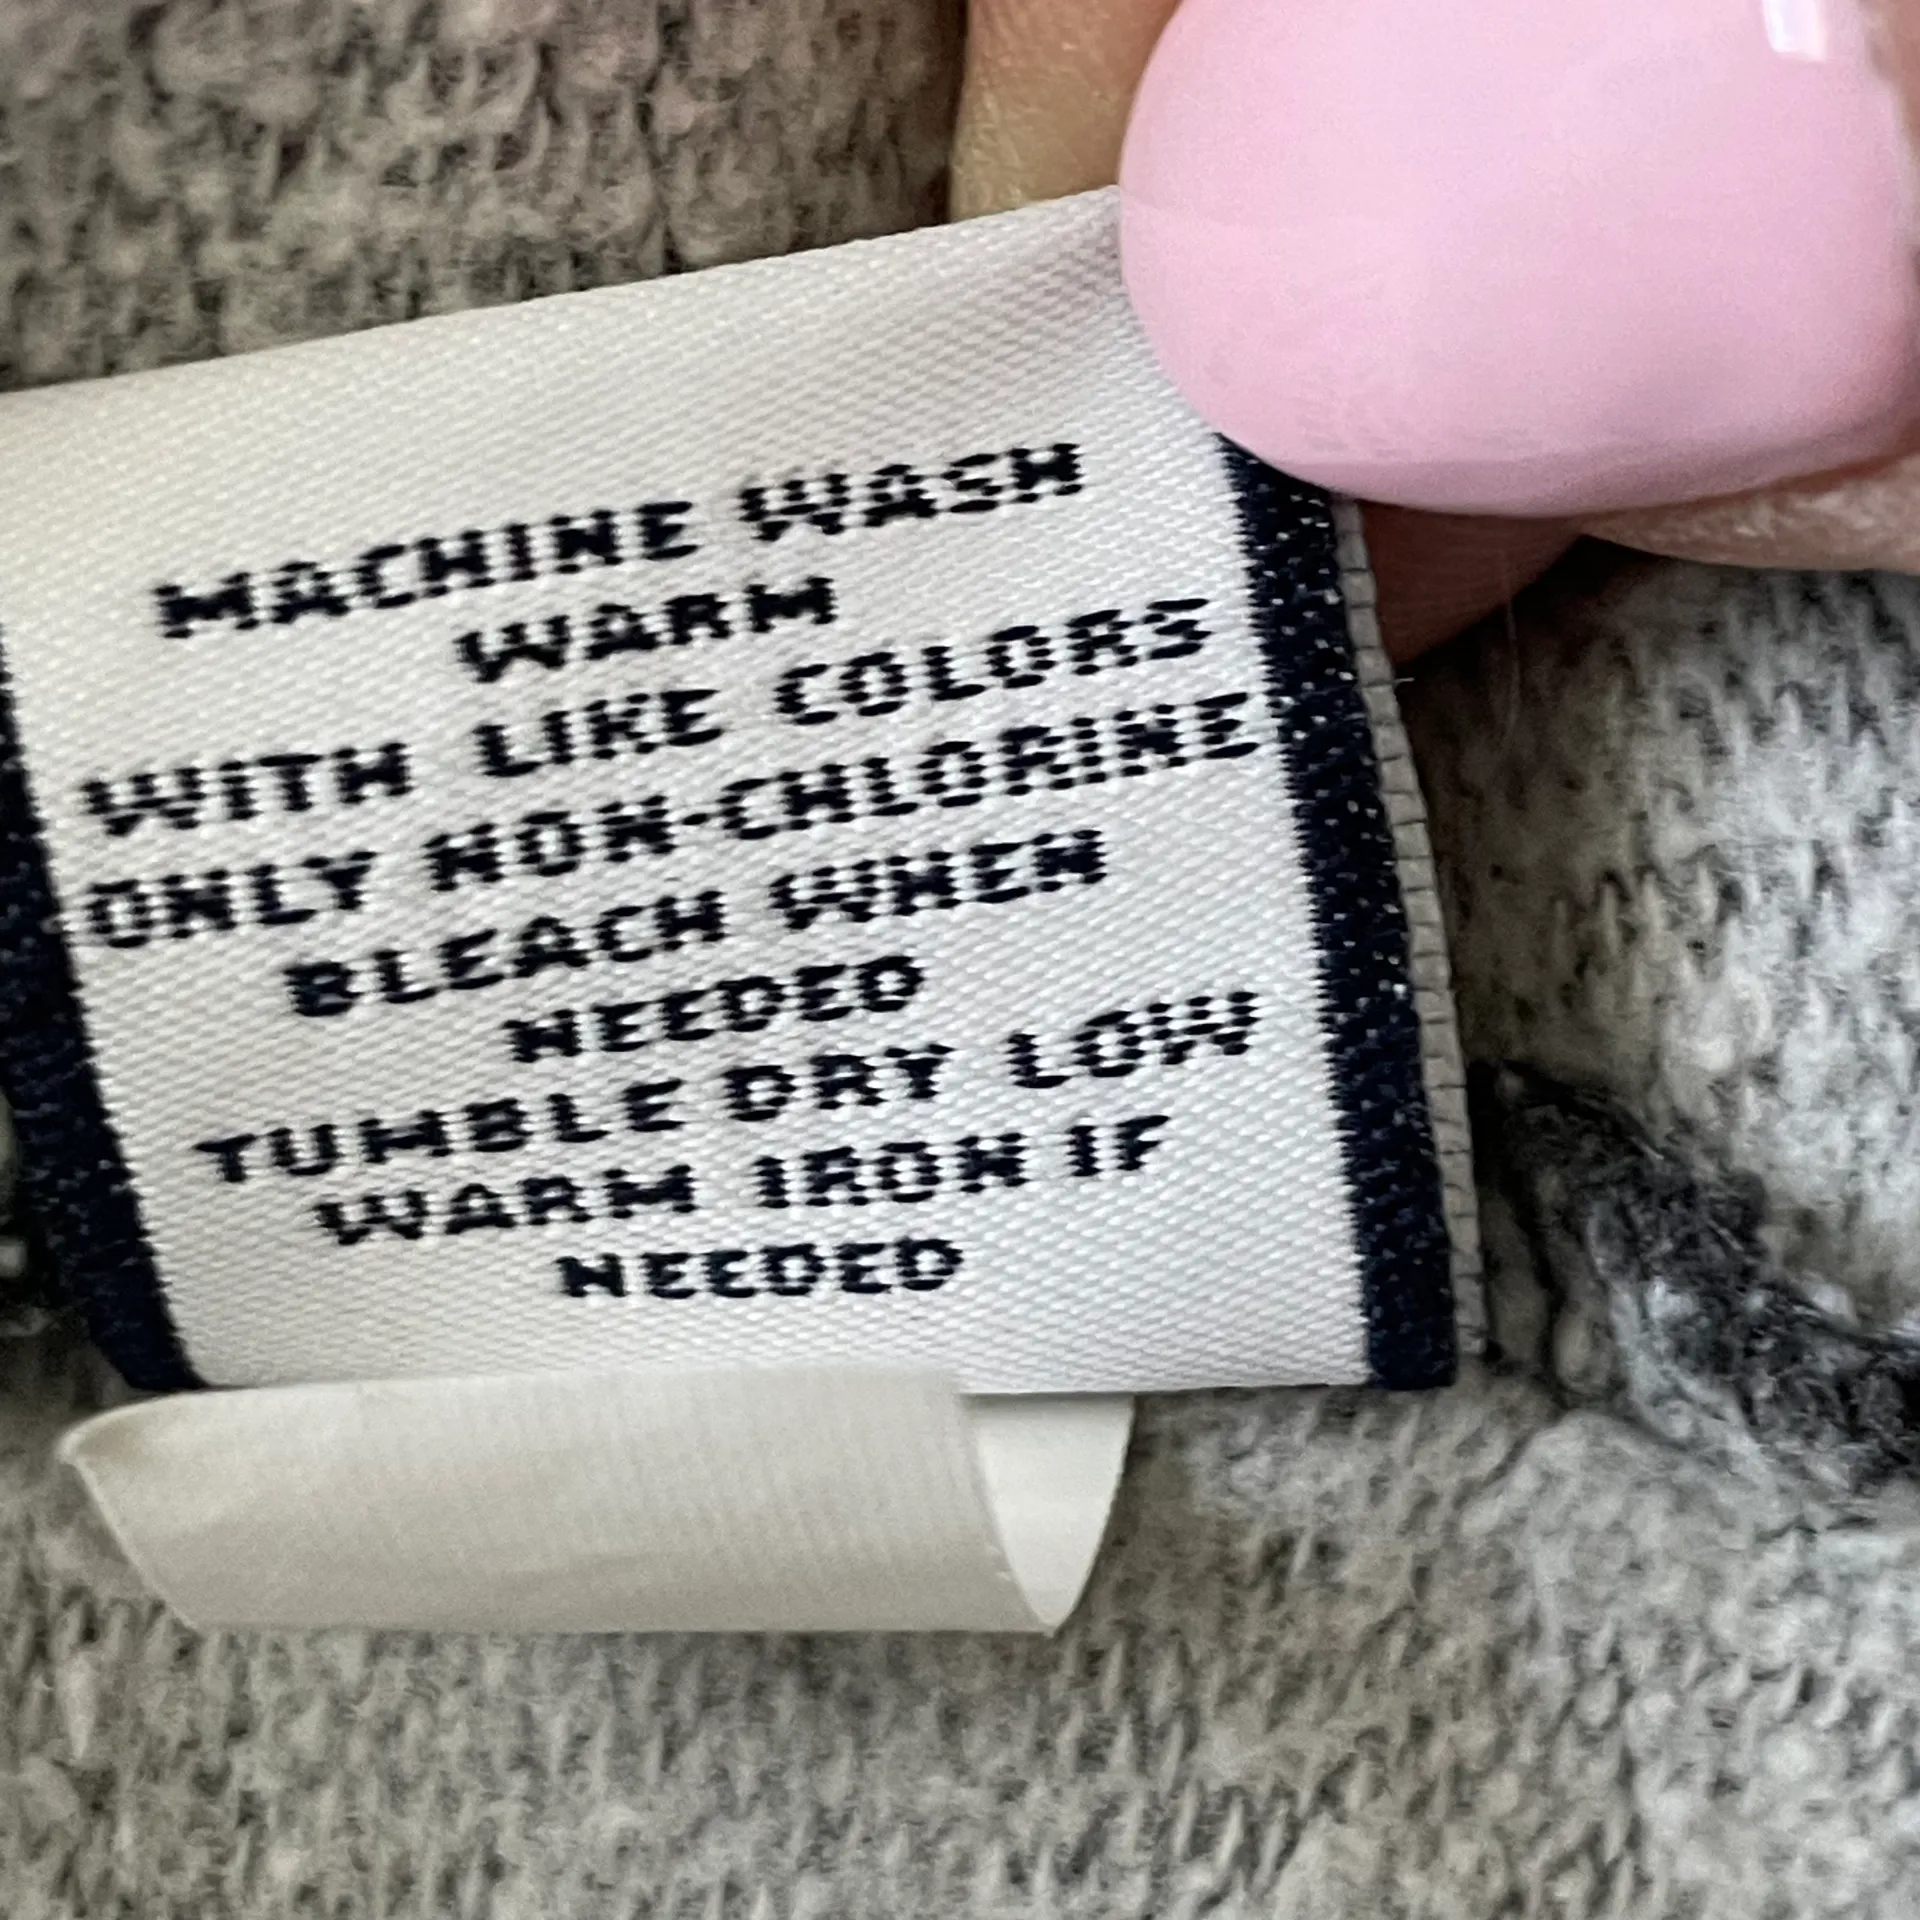 MACHINE WASH
WARM
WITH LIKE COLORS
ONLY NON-CHLORINE
BLEACH WHEN
NEEDED
TUMBLE DRY LOW
WARM IRON IF
NEEDED